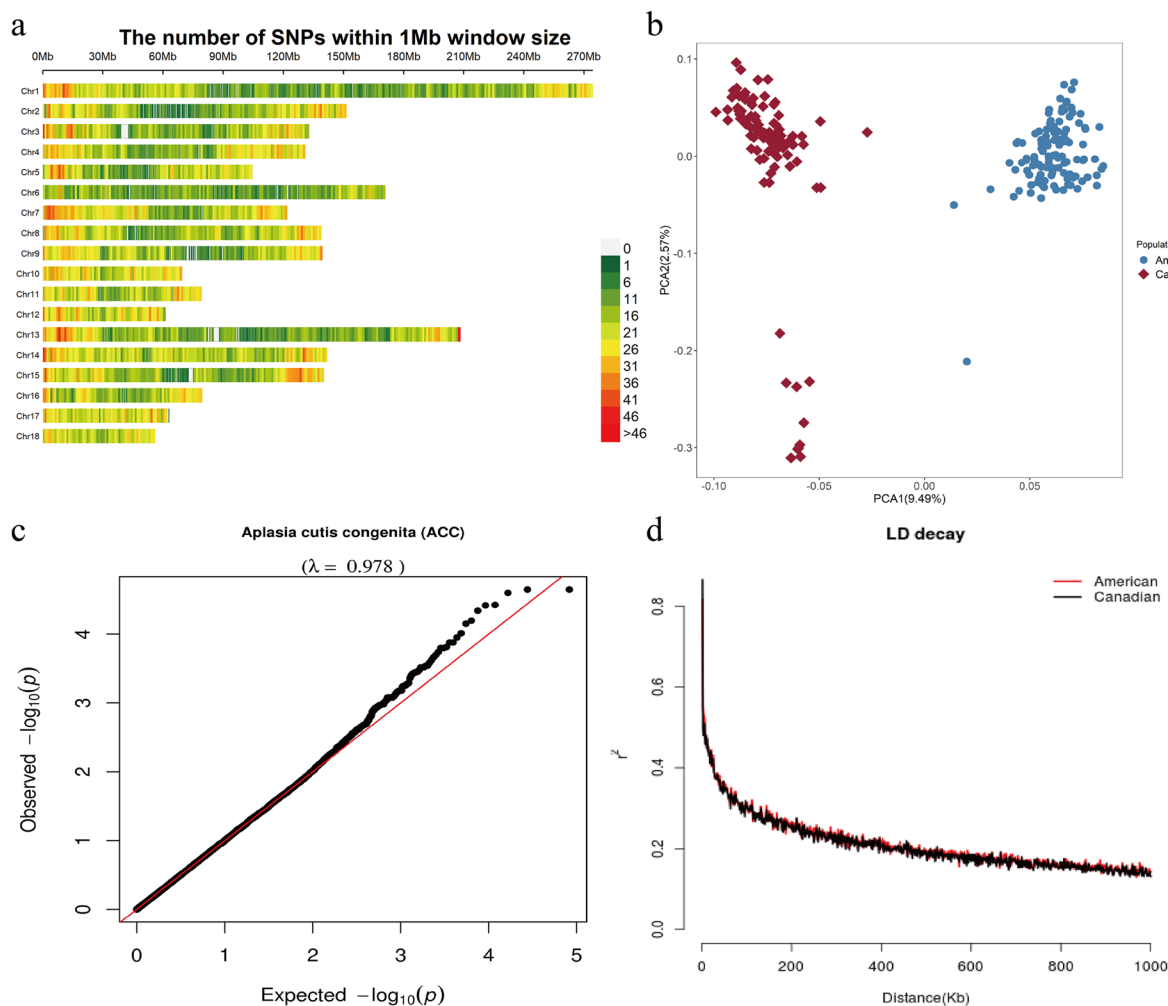 a
The number of SNPs within 1Mb window size
0Mb 30Mb 60Mb 90Mb 120Mb 150Mb 180Mb 210Mb 240Mb 270Mb
Chr1
Chr2
Chr3
Chr4
Chr5
Chr6
Chr7
Chr8
Chr9
Chr10
Chr11
Chr12
Chr13
Chr14
Chr15
Chr16
Chr17
Chr18
0
1
6
11
16
21
26
31
36
41
46
>46
b
0.1
0.0
-0.1
-0.2
-0.3
PCA2(2.57%)
-0.10 -0.05 0.00 0.05
PCA1(9.49%)
Populat
Am
Ca
c
Aplasia cutis congenita (ACC)
(λ = 0.978 )
4
3
2
1
0
Observed −log10(p)
0 1 2 3 4 5
Expected −log10(p)
d
LD decay
American
Canadian
0.8
0.6
0.4
0.2
0.0
r²
0 200 400 600 800 1000
Distance(Kb)